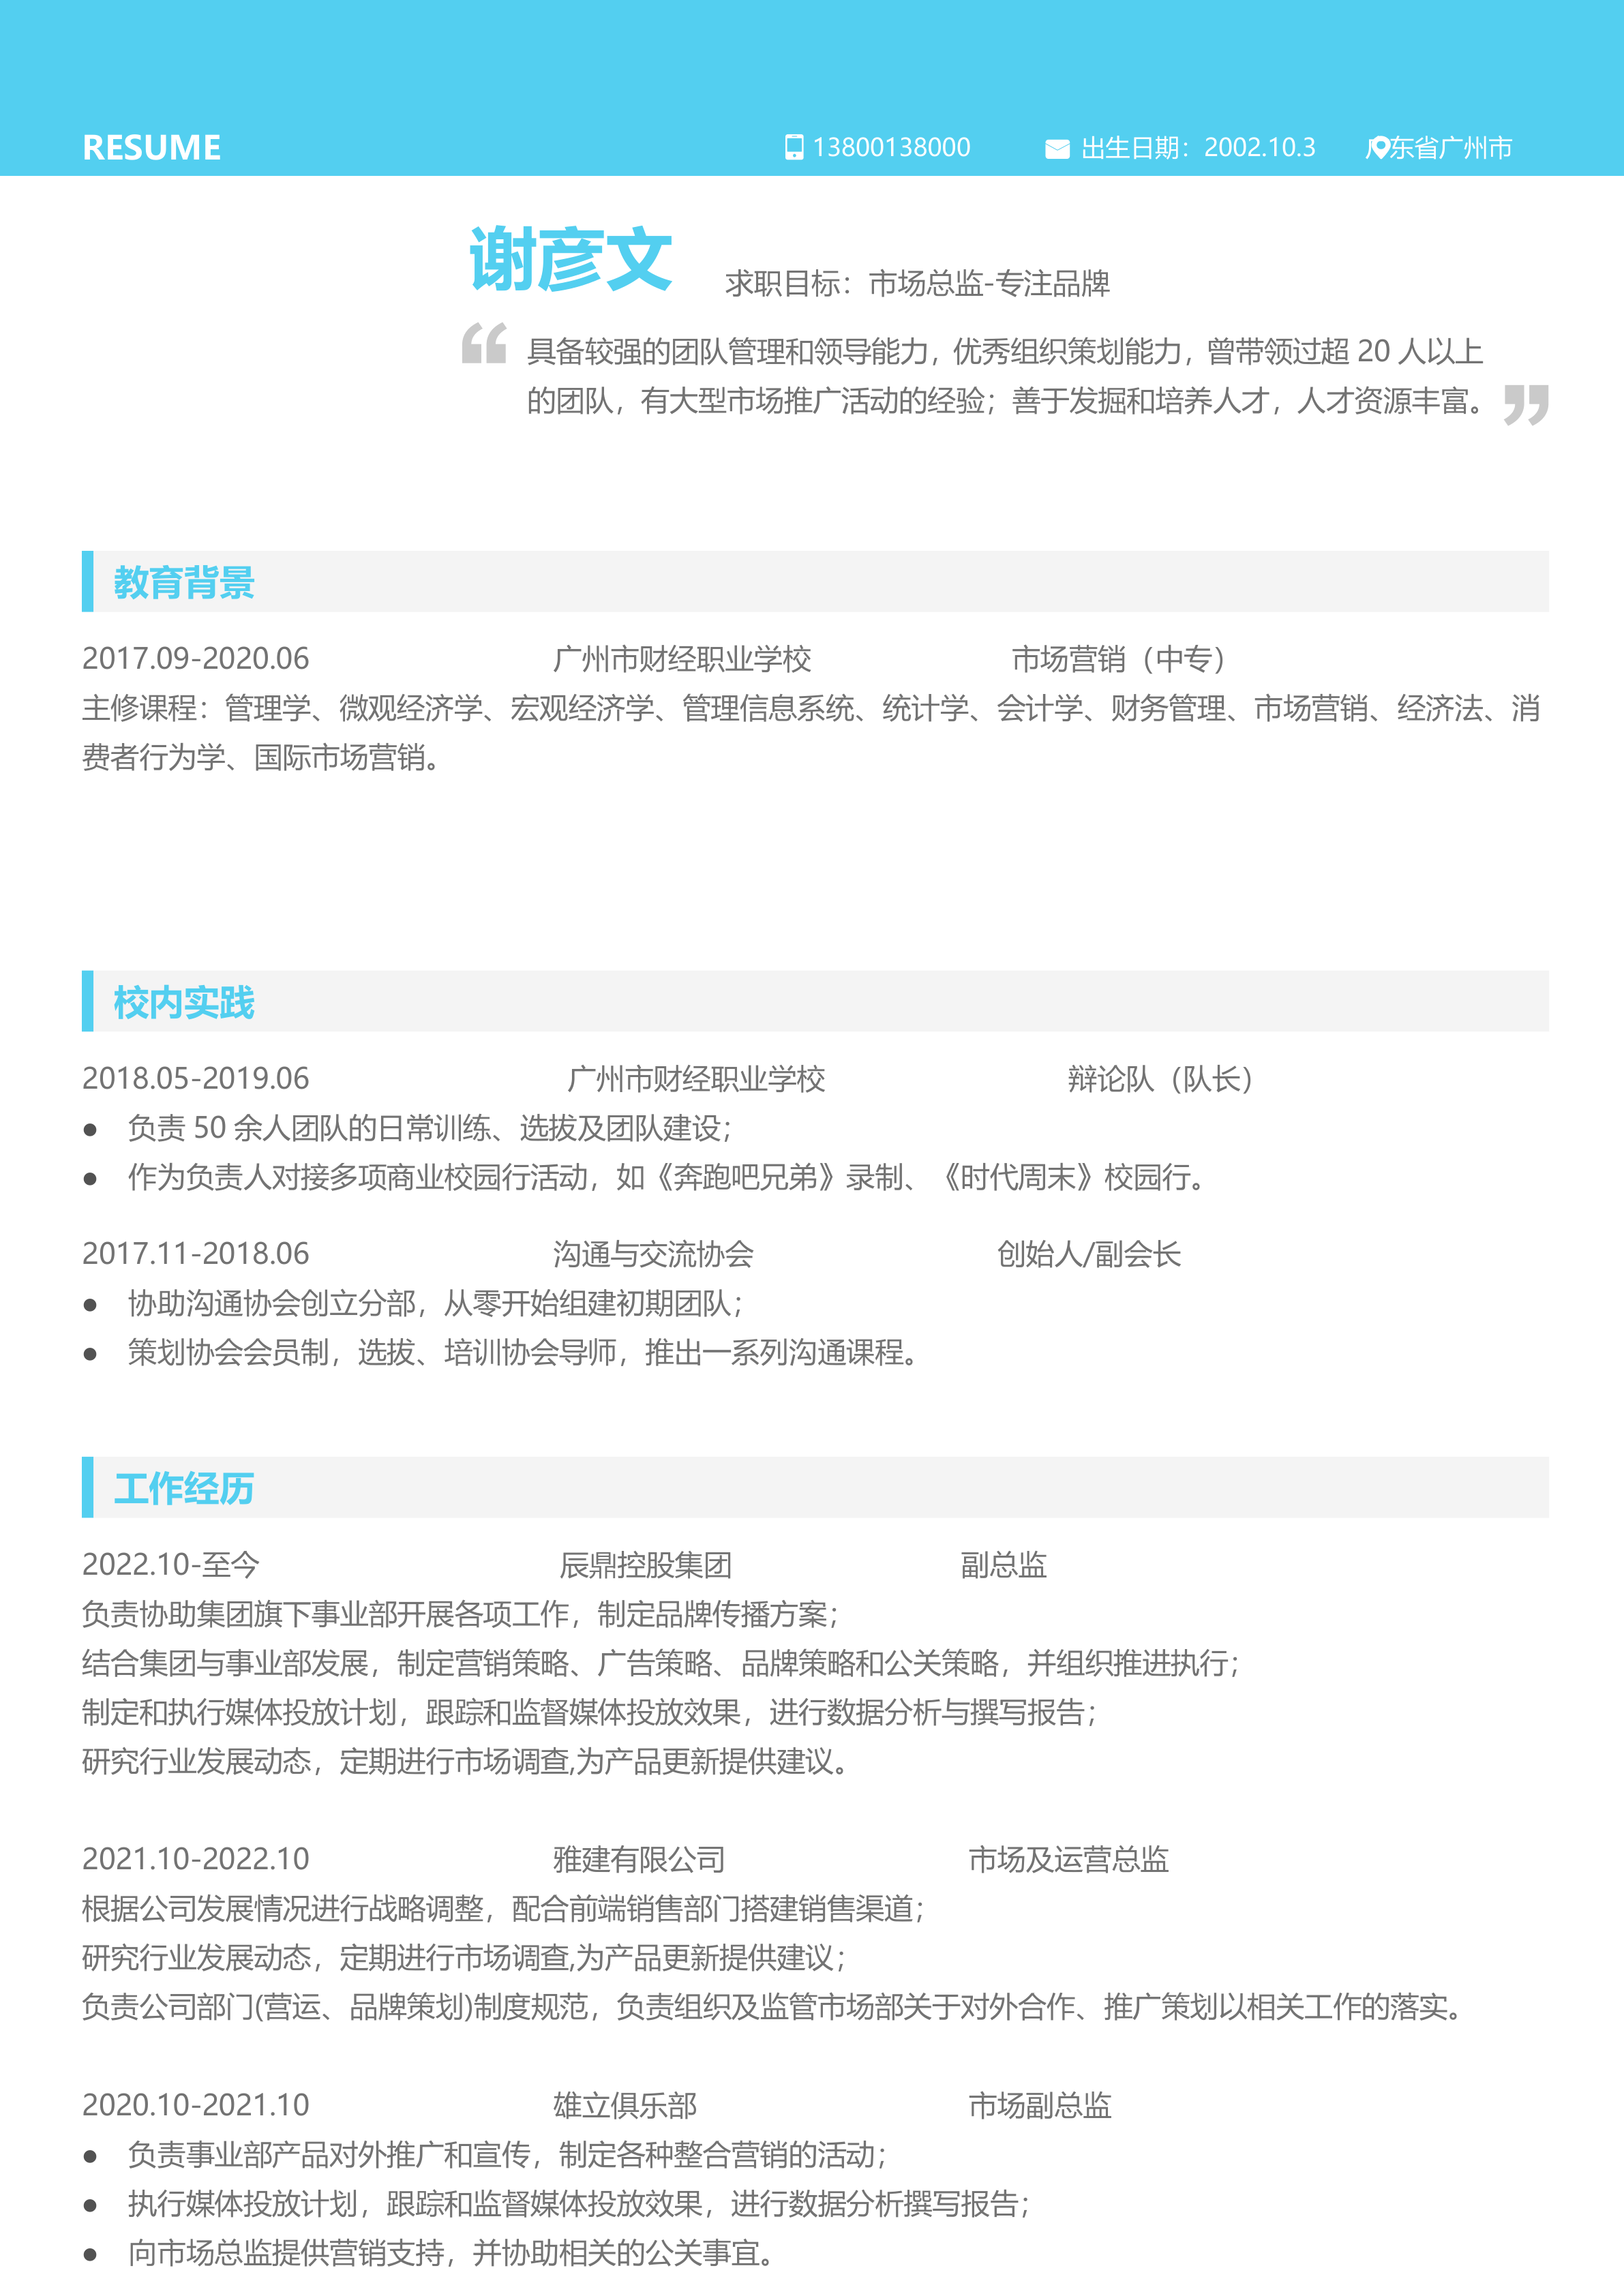 RESUME 13800138000 出生日期：2002.10.3 广东省广州市
谢彦文 求职目标：市场总监-专注品牌
具备较强的团队管理和领导能力，优秀组织策划能力，曾带领过超 20 人以上
的团队，有大型市场推广活动的经验；善于发掘和培养人才，人才资源丰富。
教育背景
2017.09-2020.06 广州市财经职业学校 市场营销（中专）
主修课程：管理学、微观经济学、宏观经济学、管理信息系统、统计学、会计学、财务管理、市场营销、经济法、消
费者行为学、国际市场营销。
校内实践
2018.05-2019.06 广州市财经职业学校 辩论队（队长）
● 负责 50 余人团队的日常训练、选拔及团队建设；
● 作为负责人对接多项商业校园行活动，如《奔跑吧兄弟》录制、《时代周末》校园行。
2017.11-2018.06 沟通与交流协会 创始人/副会长
● 协助沟通协会创立分部，从零开始组建初期团队；
● 策划协会会员制，选拔、培训协会导师，推出一系列沟通课程。
工作经历
2022.10-至今 辰鼎控股集团 副总监
负责协助集团旗下事业部开展各项工作，制定品牌传播方案；
结合集团与事业部发展，制定营销策略、广告策略、品牌策略和公关策略，并组织推进执行；
制定和执行媒体投放计划，跟踪和监督媒体投放效果，进行数据分析与撰写报告；
研究行业发展动态，定期进行市场调查,为产品更新提供建议。
2021.10-2022.10 雅建有限公司 市场及运营总监
根据公司发展情况进行战略调整，配合前端销售部门搭建销售渠道；
研究行业发展动态，定期进行市场调查,为产品更新提供建议；
负责公司部门(营运、品牌策划)制度规范，负责组织及监管市场部关于对外合作、推广策划以相关工作的落实。
2020.10-2021.10 雄立俱乐部 市场副总监
● 负责事业部产品对外推广和宣传，制定各种整合营销的活动；
● 执行媒体投放计划，跟踪和监督媒体投放效果，进行数据分析撰写报告；
● 向市场总监提供营销支持，并协助相关的公关事宜。